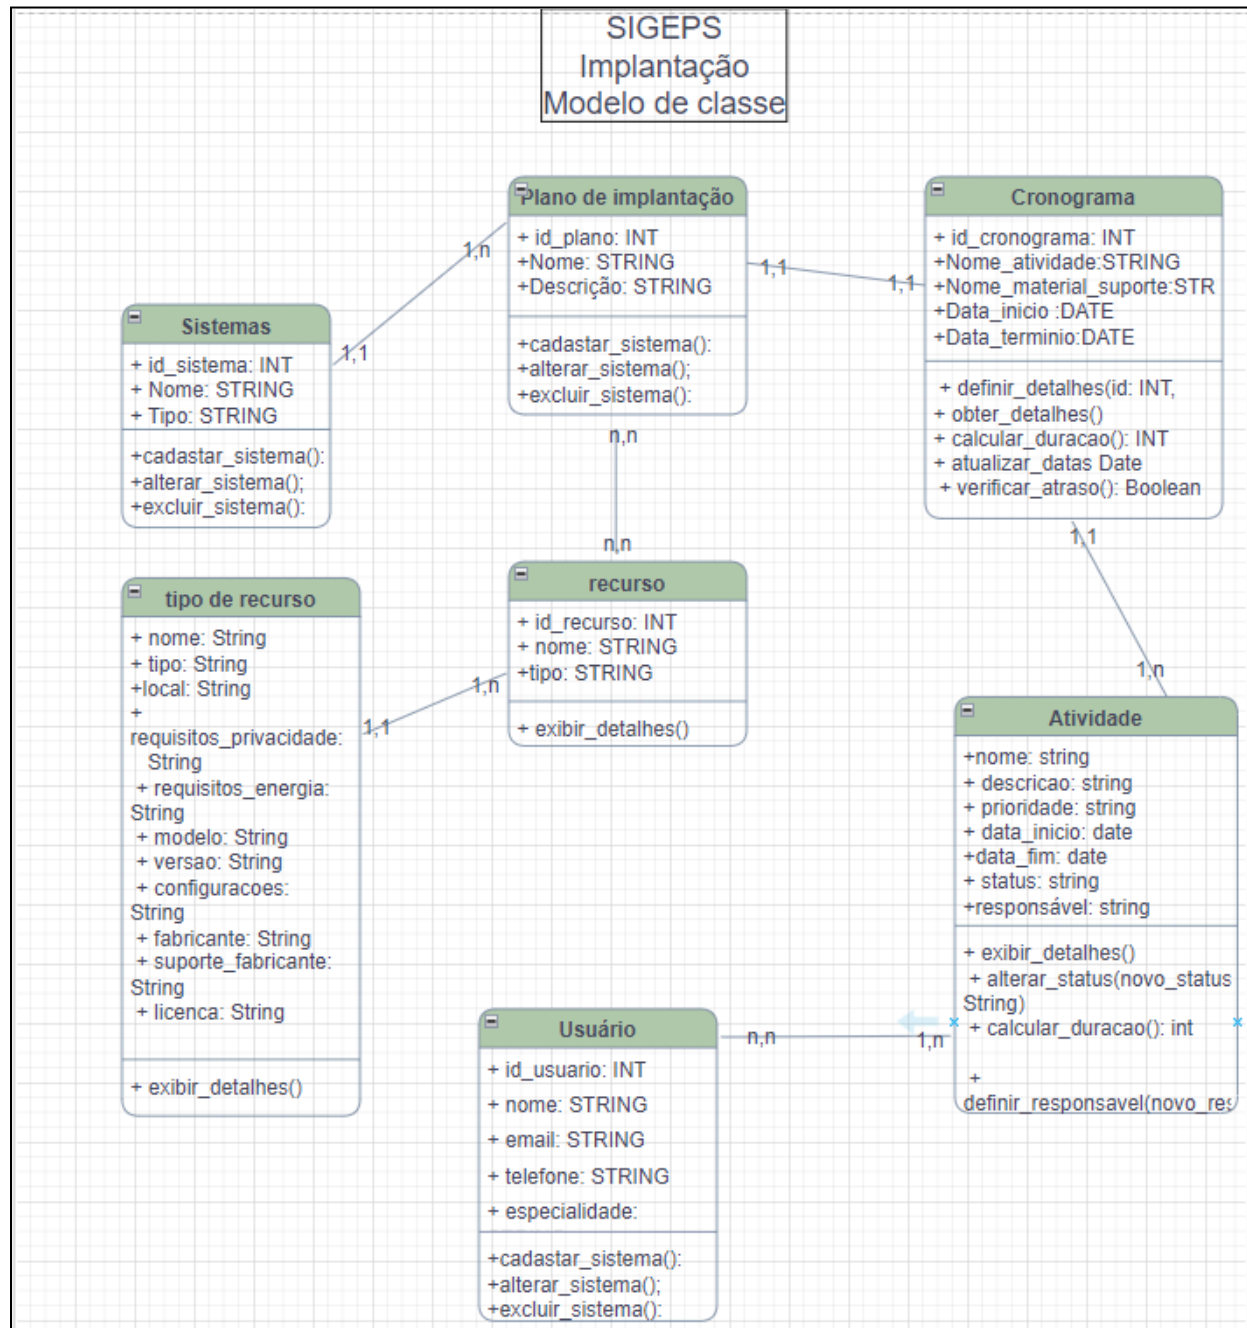 SIGEPS
Implantação
Modelo de classe
Plano de implantação
+ id_plano: INT
+Nome: STRING
+Descrição: STRING
+cadastar_sistema():
+alterar_sistema();
+excluir_sistema():
Cronograma
+ id_cronograma: INT
+Nome_atividade:STRING
+Nome_material_suporte:STR
+Data_inicio :DATE
+Data_terminio:DATE
+ definir_detalhes(id: INT,
+ obter_detalhes()
+ calcular_duracao(): INT
+ atualizar_datas Date
+ verificar_atraso(): Boolean
1,n
1,1
1,1
1,1
Sistemas
+ id_sistema: INT
+ Nome: STRING
+ Tipo: STRING
+cadastar_sistema():
+alterar_sistema();
+excluir_sistema():
n,n
n,n
1,1
1,n
tipo de recurso
+ nome: String
+ tipo: String
+local: String
+
requisitos_privacidade:
String
+ requisitos_energia:
String
+ modelo: String
+ versao: String
+ configuracoes:
String
+ fabricante: String
+ suporte_fabricante:
String
+ licenca: String
+ exibir_detalhes()
recurso
+ id_recurso: INT
+ nome: STRING
+tipo: STRING
+ exibir_detalhes()
1,n
1,1
Atividade
+nome: string
+ descricao: string
+ prioridade: string
+ data_inicio: date
+data_fim: date
+ status: string
+responsável: string
+ exibir_detalhes()
+ alterar_status(novo_status
String)
+ calcular_duracao(): int
+
definir_responsavel(novo_res
n,n
1,n
Usuário
+ id_usuario: INT
+ nome: STRING
+ email: STRING
+ telefone: STRING
+ especialidade:
+cadastar_sistema():
+alterar_sistema();
+excluir_sistema():